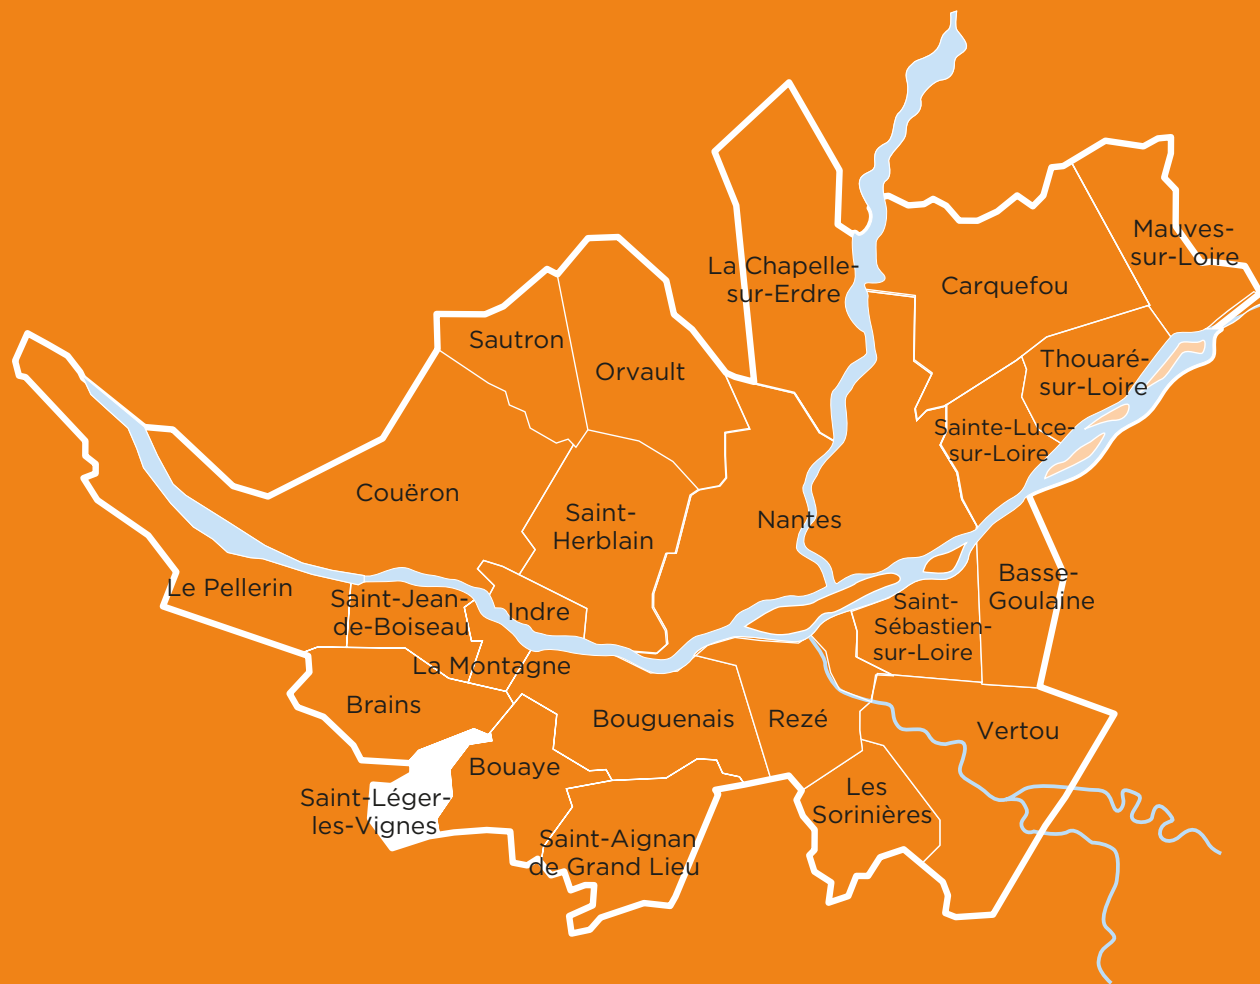 Mauves-
sur-Loire
La Chapelle-
sur-Erdre
Carquefou
Sautron
Orvault
Thouaré-
sur-Loire
Sainte-Luce-
sur-Loire
Couëron
Saint-
Herblain
Nantes
Le Pellerin
Saint-Jean-
de-Boiseau
Indre
Basse-
Goulaine
Saint-
Sébastien-
sur-Loire
La Montagne
Brains
Bouguenais
Rezé
Vertou
Bouaye
Saint-Léger-
les-Vignes
Les
Sorinières
Saint-Aignan
de Grand Lieu